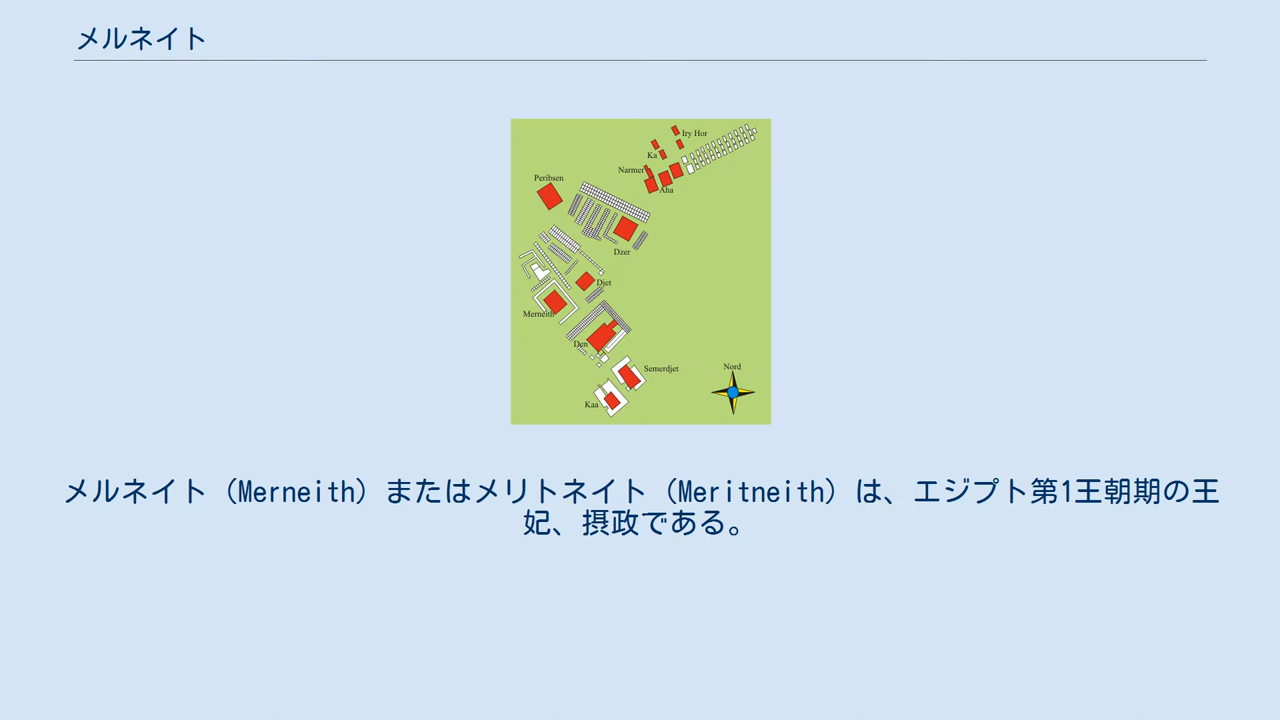 メルネイト
Iry Hor
Ka
Narmer
Aha
Peribsen
Dzer
Djet
Merneith
Den
Semerdjet
Nord
Kaa
メルネイト（Merneith）またはメリトネイト（Meritneith）は、エジプト第1王朝期の王
妃、摂政である。